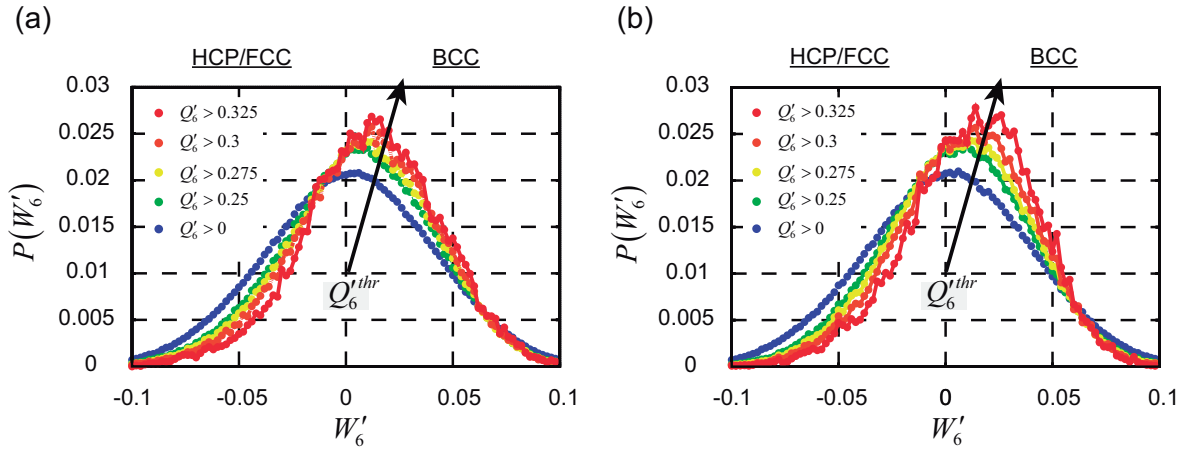 (a)
HCP/FCC BCC
0.03
0.025
0.02
0.015
0.01
0.005
0
P(W′₆)
Q′₆ > 0.325
Q′₆ > 0.3
Q′₆ > 0.275
Q′₆ > 0.25
Q′₆ > 0
Q′₆ᵗʰʳ
-0.1 -0.05 0 0.05 0.1
W′₆
(b)
HCP/FCC BCC
0.03
0.025
0.02
0.015
0.01
0.005
0
P(W′₆)
Q′₆ > 0.325
Q′₆ > 0.3
Q′₆ > 0.275
Q′₆ > 0.25
Q′₆ > 0
Q′₆ᵗʰʳ
-0.1 -0.05 0 0.05 0.1
W′₆